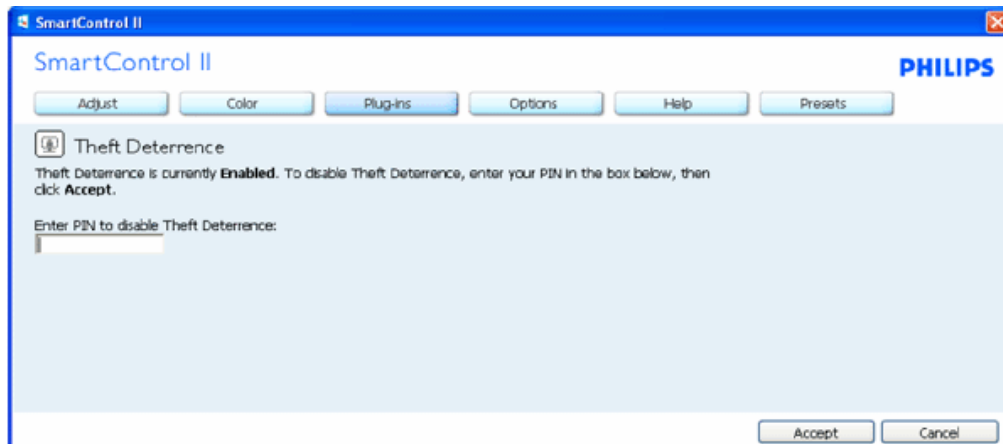 SmartControl II
SmartControl II
PHILIPS
Adjust Color Plug-ins Options Help Presets
Theft Deterrence
Theft Deterrence is currently Enabled. To disable Theft Deterrence, enter your PIN in the box below, then
click Accept.
Enter PIN to disable Theft Deterrence:
Accept Cancel